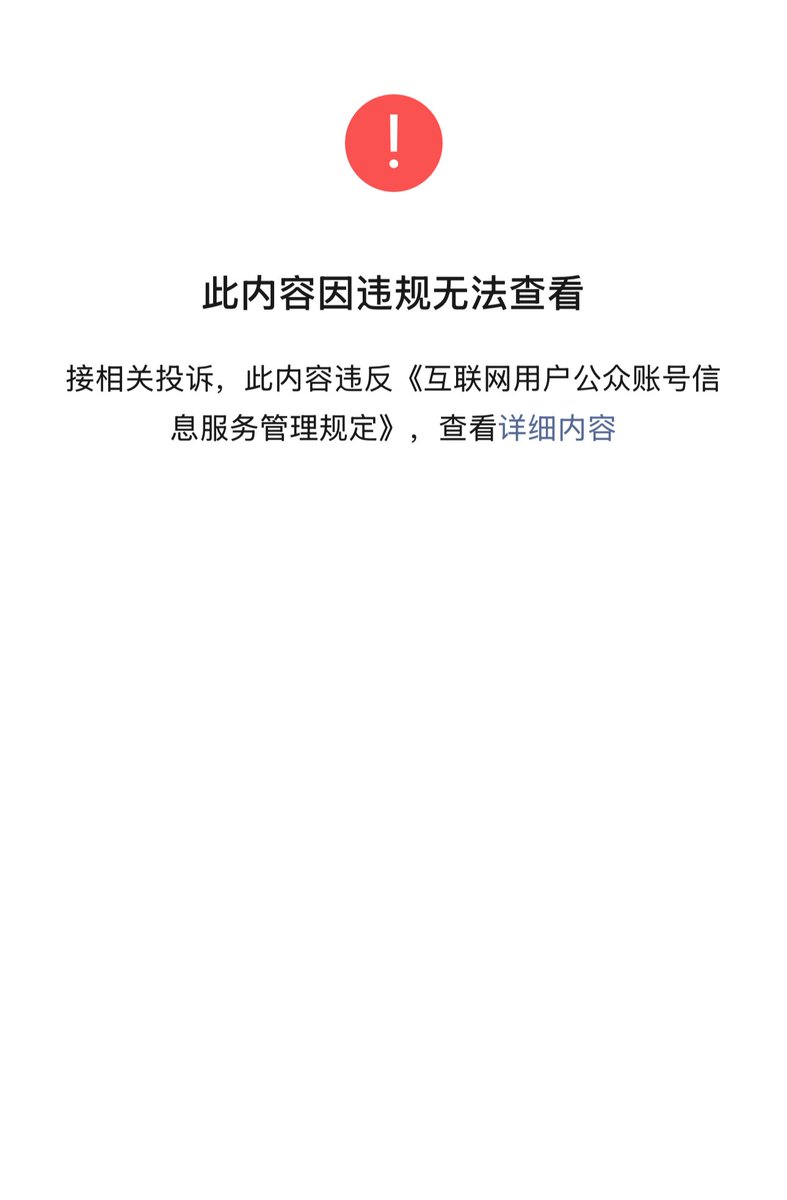 此内容因违规无法查看
接相关投诉，此内容违反《互联网用户公众账号信
息服务管理规定》，查看详细内容